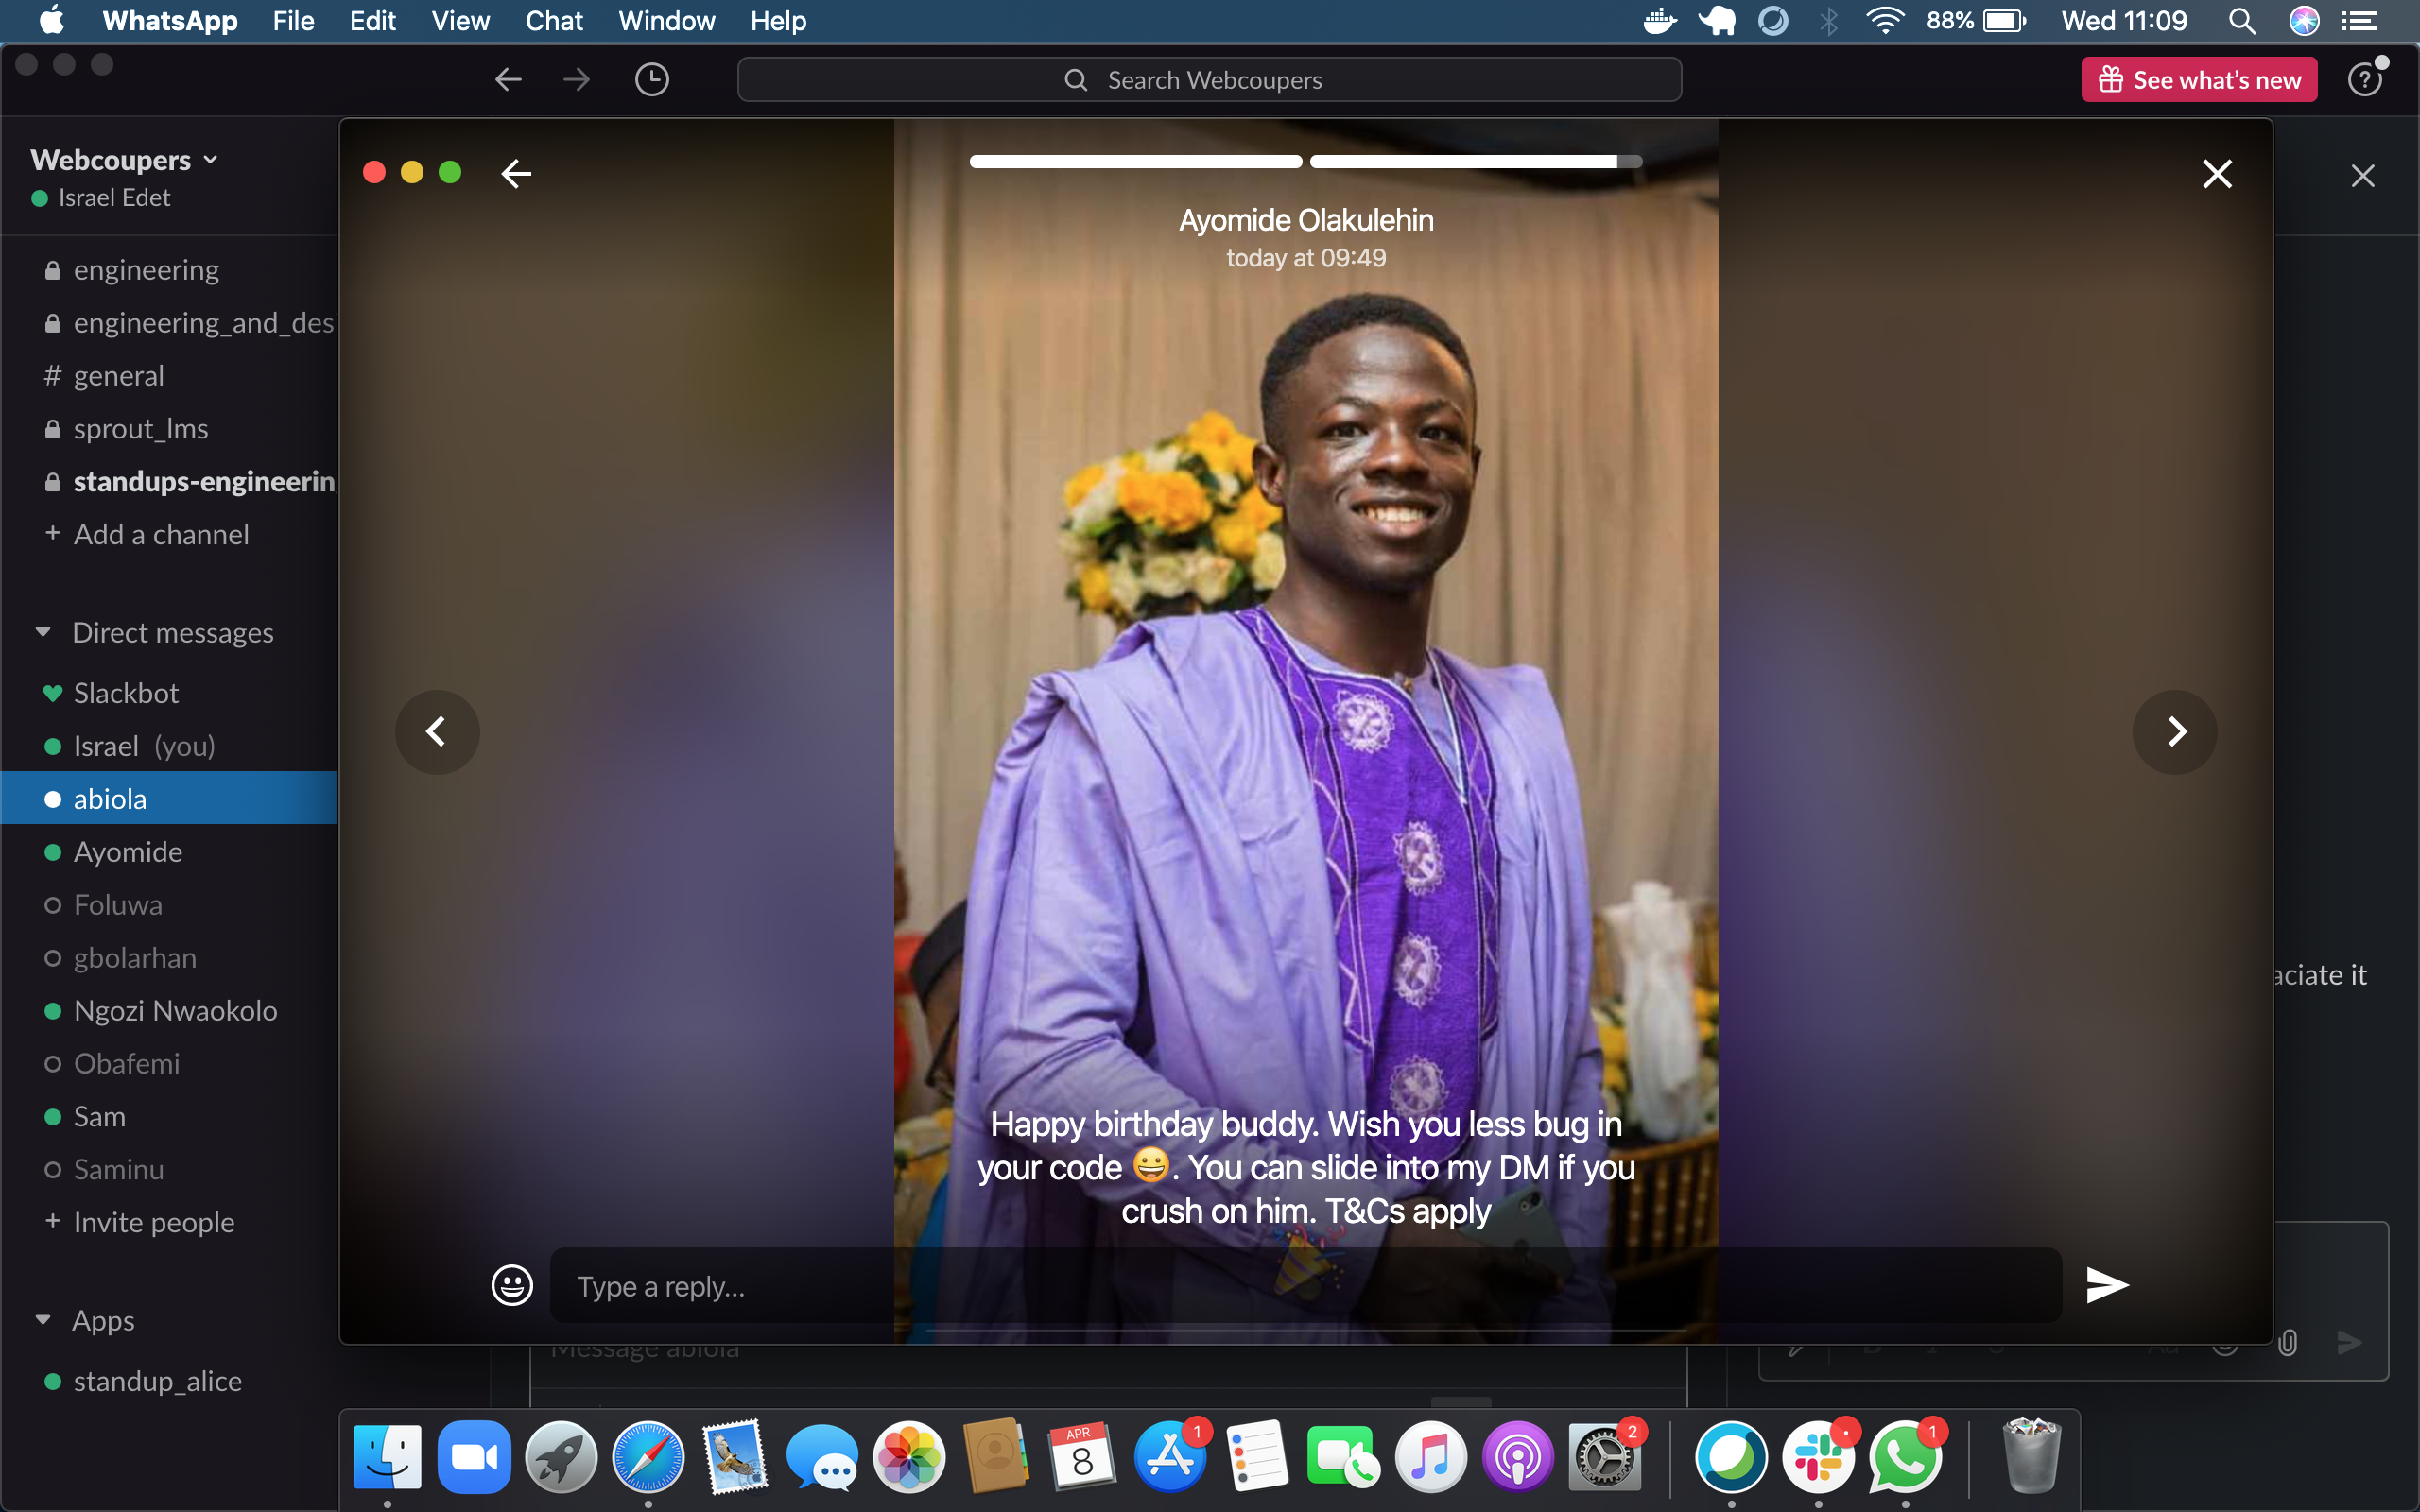 WhatsApp File Edit View Chat Window Help 88% Wed 11:09
Search Webcoupers
See what's new
Webcoupers
Israel Edet
engineering
engineering_and_desi
# general
sprout_lms
standups-engineering
+ Add a channel
Direct messages
Slackbot
Israel (you)
abiola
Ayomide
Foluwa
gbolarhan
Ngozi Nwaokolo
Obafemi
Sam
Saminu
+ Invite people
Apps
standup_alice
Ayomide Olakulehin
today at 09:49
Happy birthday buddy. Wish you less bug in
your code 😀. You can slide into my DM if you
crush on him. T&Cs apply
🎉
Type a reply...
aciate it
Message abiola
APR
8
1
2
1